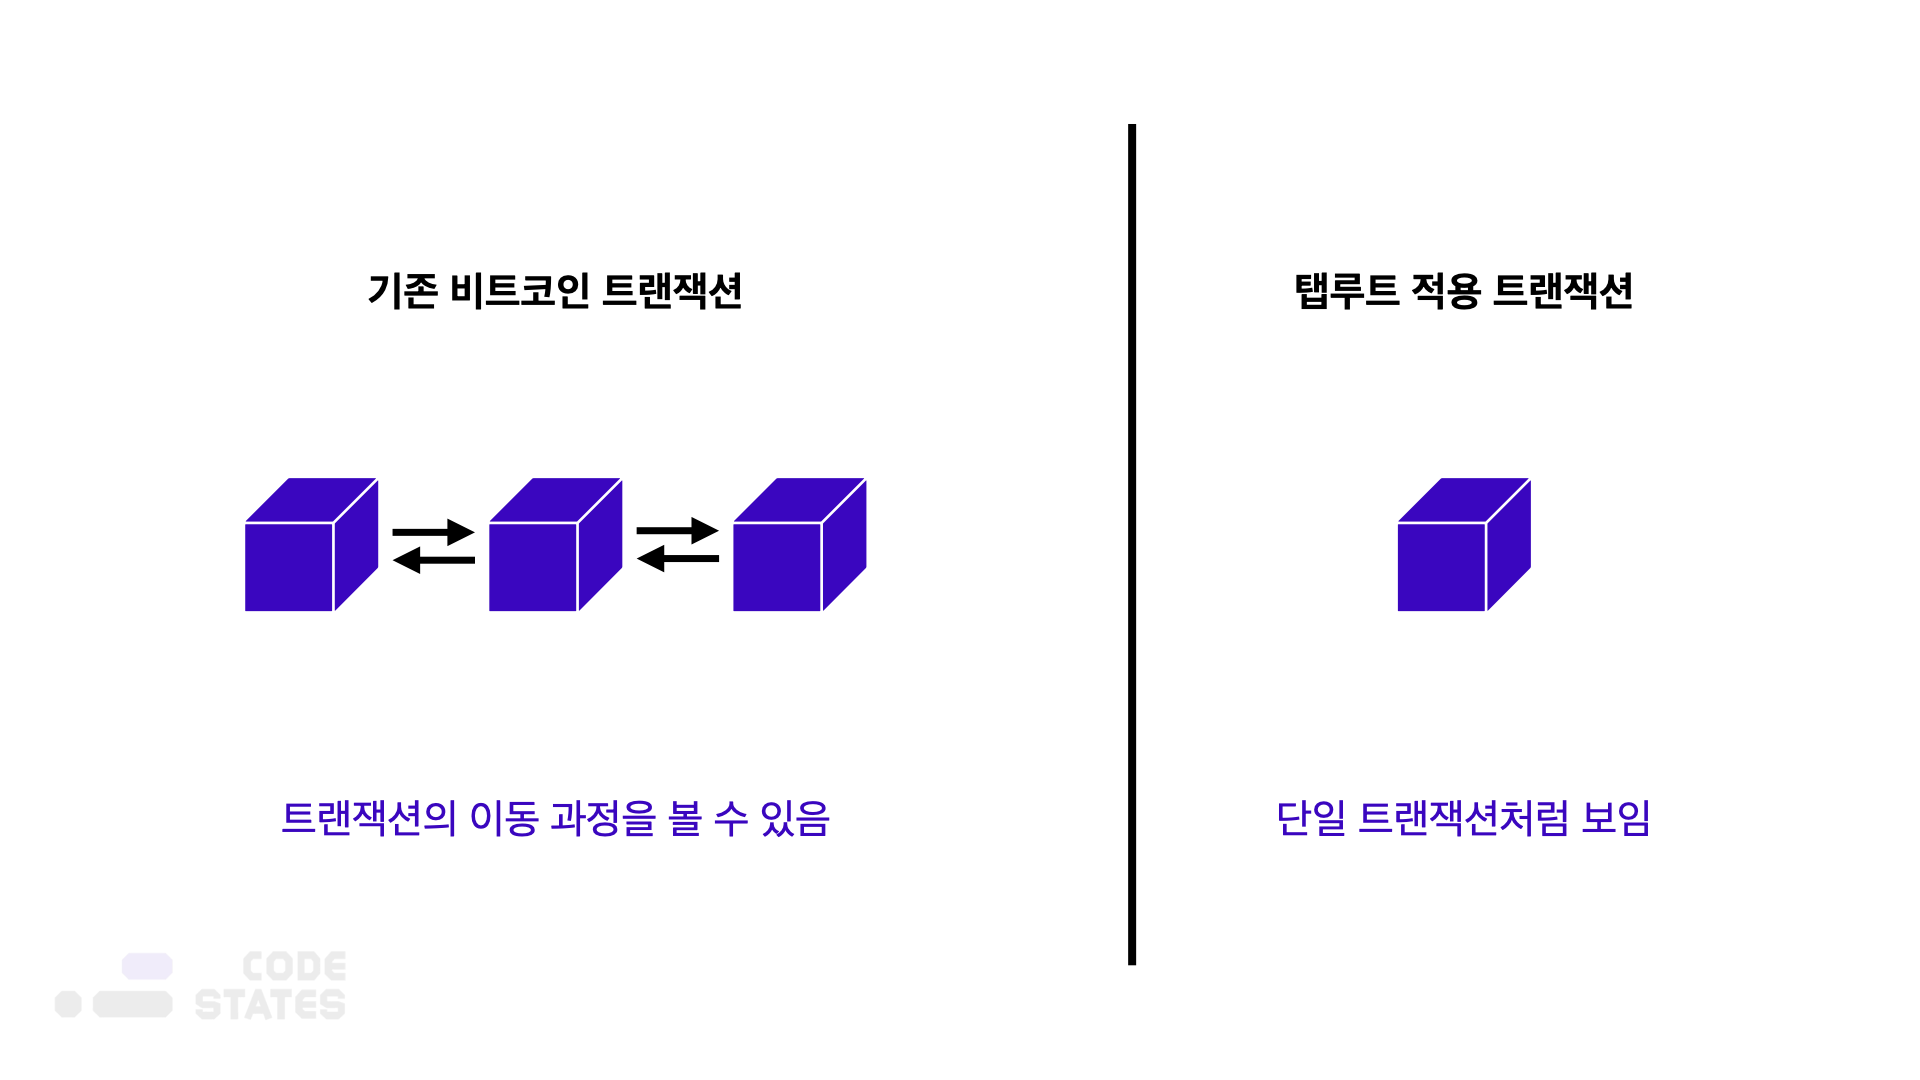 기존 비트코인 트랜잭션
탭루트 적용 트랜잭션
트랜잭션의 이동 과정을 볼 수 있음
단일 트랜잭션처럼 보임
CODE
STATES